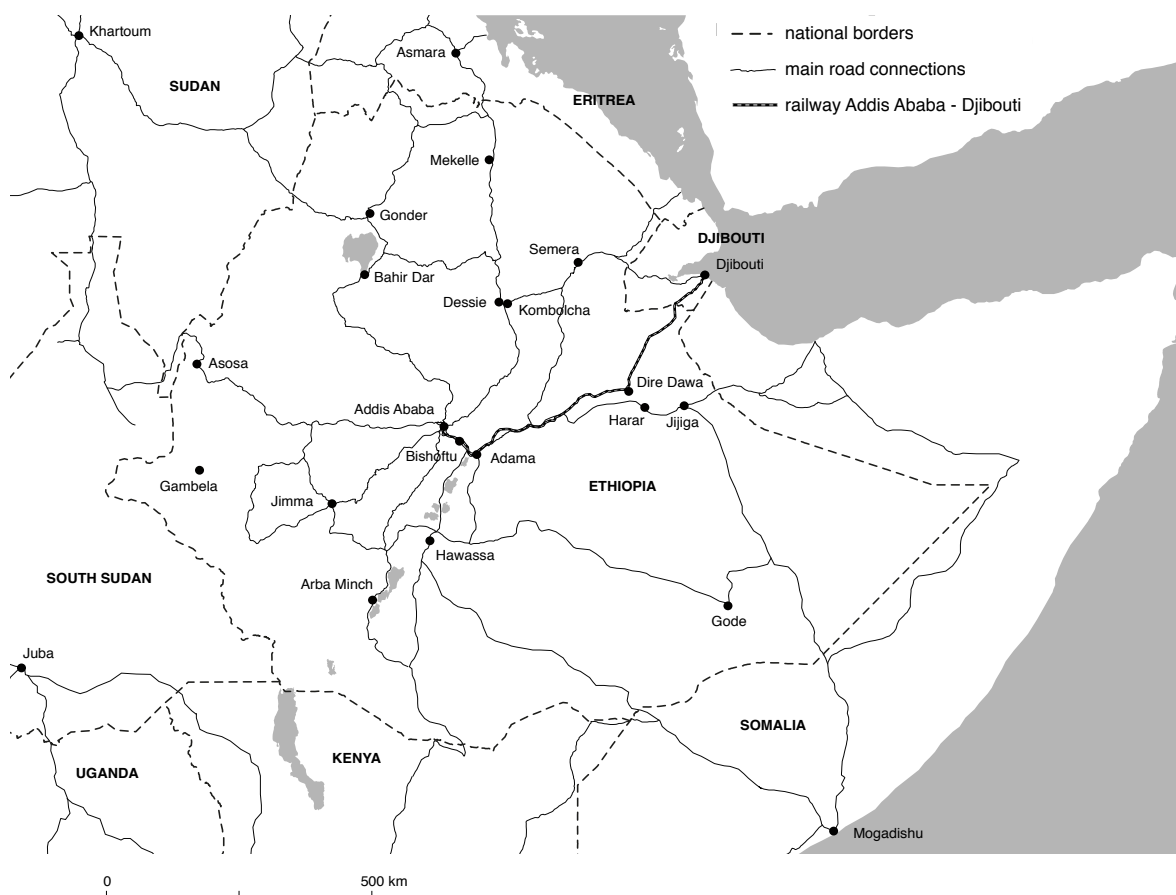 Khartoum
national borders
Asmara
main road connections
SUDAN
ERITREA
railway Addis Ababa - Djibouti
Mekelle
Gonder
DJIBOUTI
Semera
Djibouti
Bahir Dar
Dessie
Kombolcha
Asosa
Dire Dawa
Addis Ababa
Harar
Jijiga
Bishoftu
Adama
Gambela
ETHIOPIA
Jimma
Hawassa
SOUTH SUDAN
Arba Minch
Gode
Juba
SOMALIA
KENYA
UGANDA
Mogadishu
0
500 km